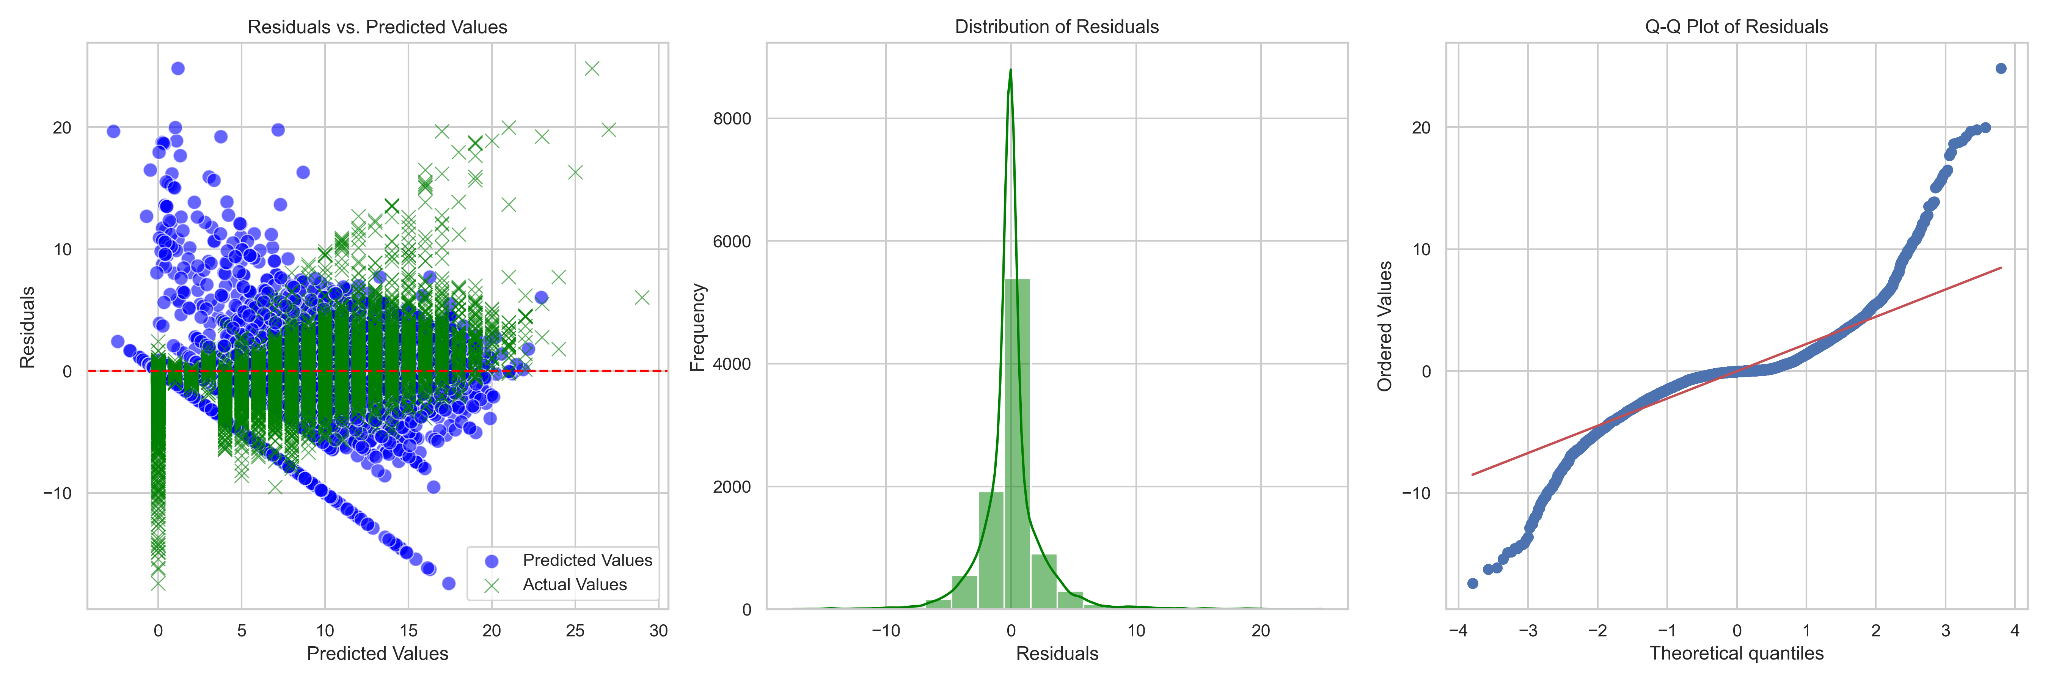 Residuals vs. Predicted Values
Residuals
20
10
0
−10
Predicted Values
Actual Values
0 5 10 15 20 25 30
Predicted Values
Distribution of Residuals
Frequency
8000
6000
4000
2000
0
−10 0 10 20
Residuals
Q-Q Plot of Residuals
Ordered Values
20
10
0
−10
−4 −3 −2 −1 0 1 2 3 4
Theoretical quantiles